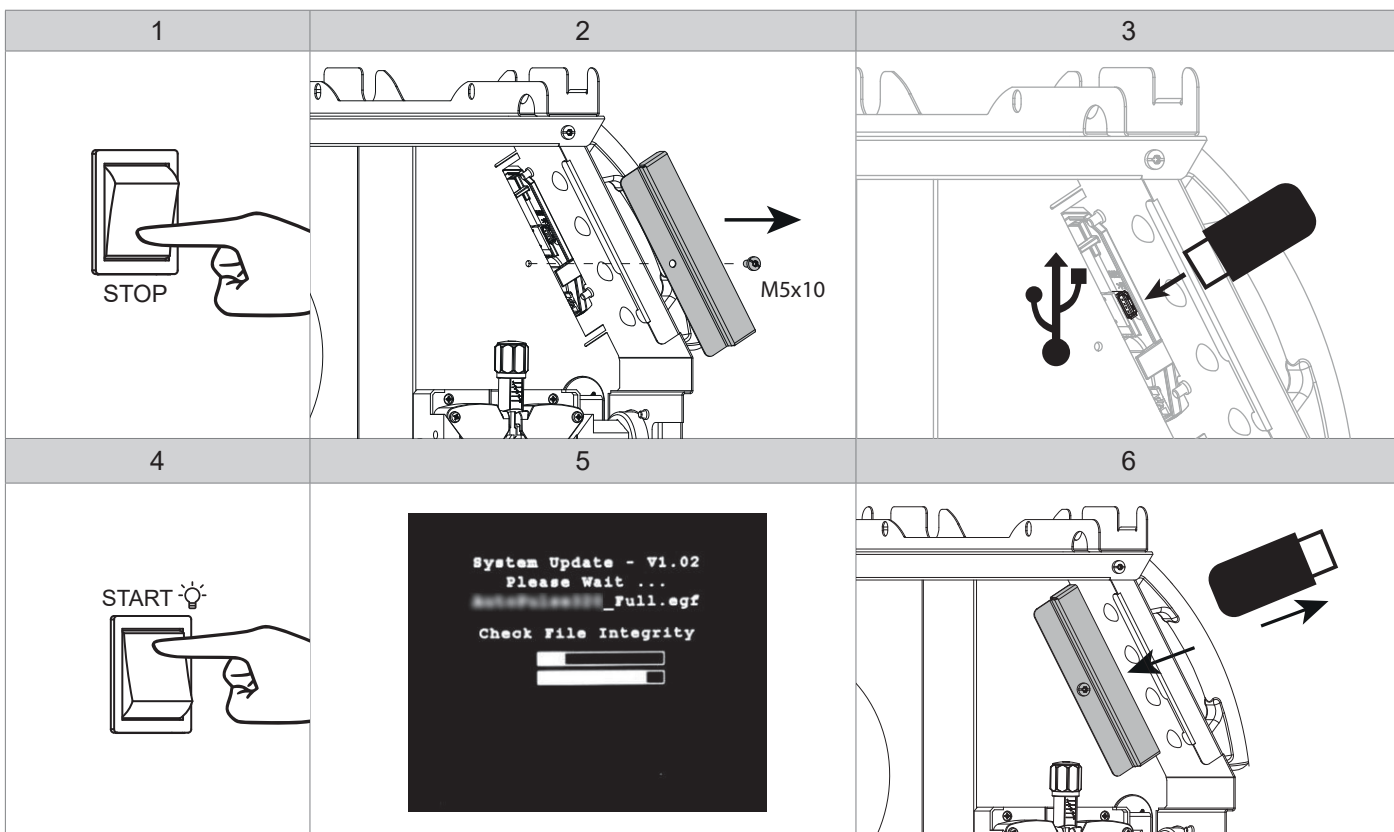 1
2
3
STOP
M5x10
4
5
6
START
System Update - V1.02
Please Wait ...
_Full.egf
Check File Integrity